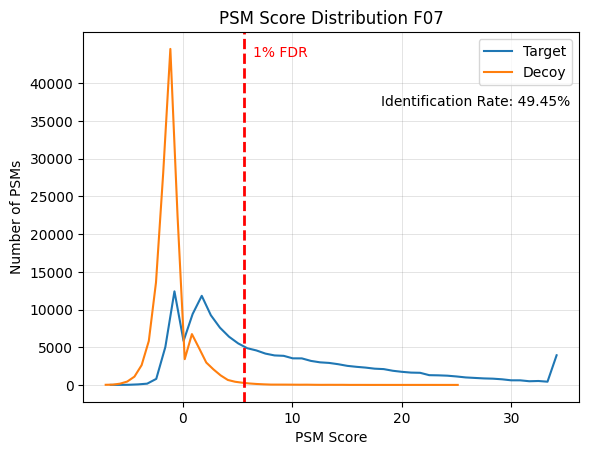 PSM Score Distribution F07
1% FDR
Target
Decoy
Identification Rate: 49.45%
Number of PSMs
40000
35000
30000
25000
20000
15000
10000
5000
0
0 10 20 30
PSM Score